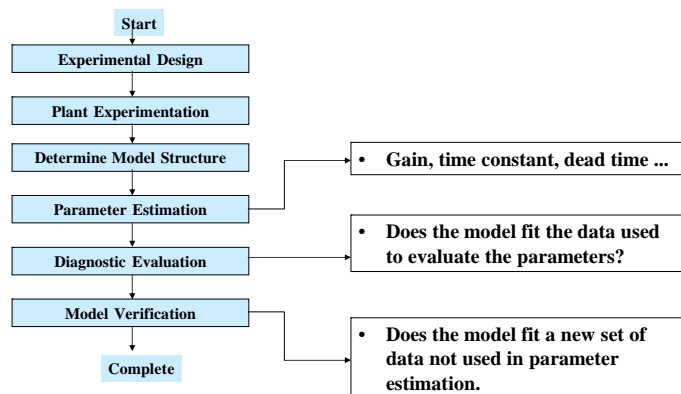 Start
Experimental Design
Plant Experimentation
Determine Model Structure
• Gain, time constant, dead time ...
Parameter Estimation
• Does the model fit the data used
to evaluate the parameters?
Diagnostic Evaluation
Model Verification
• Does the model fit a new set of
data not used in parameter
estimation.
Complete